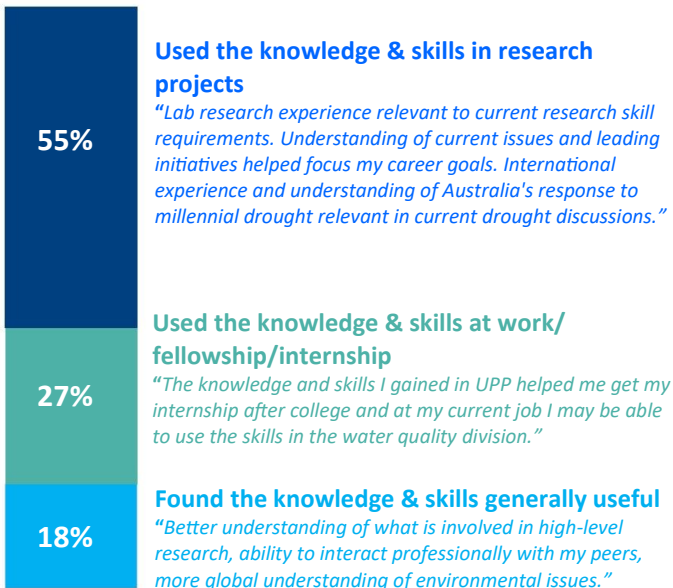 55%
Used the knowledge & skills in research
projects
“Lab research experience relevant to current research skill
requirements. Understanding of current issues and leading
initiatives helped focus my career goals. International
experience and understanding of Australia's response to
millennial drought relevant in current drought discussions.”
27%
Used the knowledge & skills at work/
fellowship/internship
“The knowledge and skills I gained in UPP helped me get my
internship after college and at my current job I may be able
to use the skills in the water quality division.”
18%
Found the knowledge & skills generally useful
“Better understanding of what is involved in high-level
research, ability to interact professionally with my peers,
more global understanding of environmental issues.”